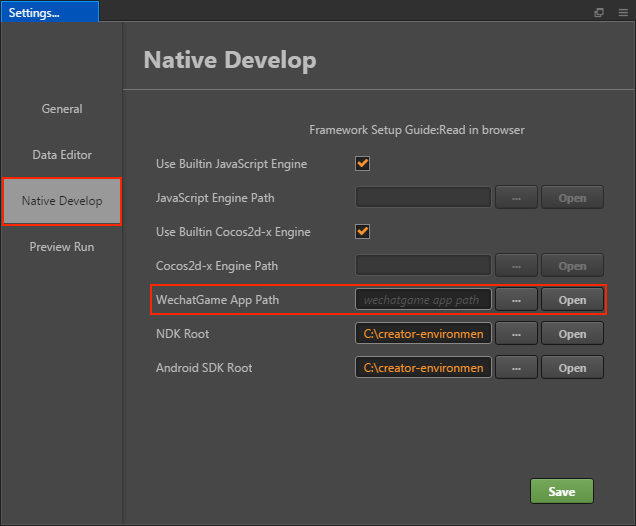 Settings...
Native Develop
General
Data Editor
Native Develop
Preview Run
Framework Setup Guide:Read in browser
Use Builtin JavaScript Engine
JavaScript Engine Path ... Open
Use Builtin Cocos2d-x Engine
Cocos2d-x Engine Path ... Open
WechatGame App Path wechatgame app path ... Open
NDK Root C:\creator-environmen ... Open
Android SDK Root C:\creator-environmen ... Open
Save